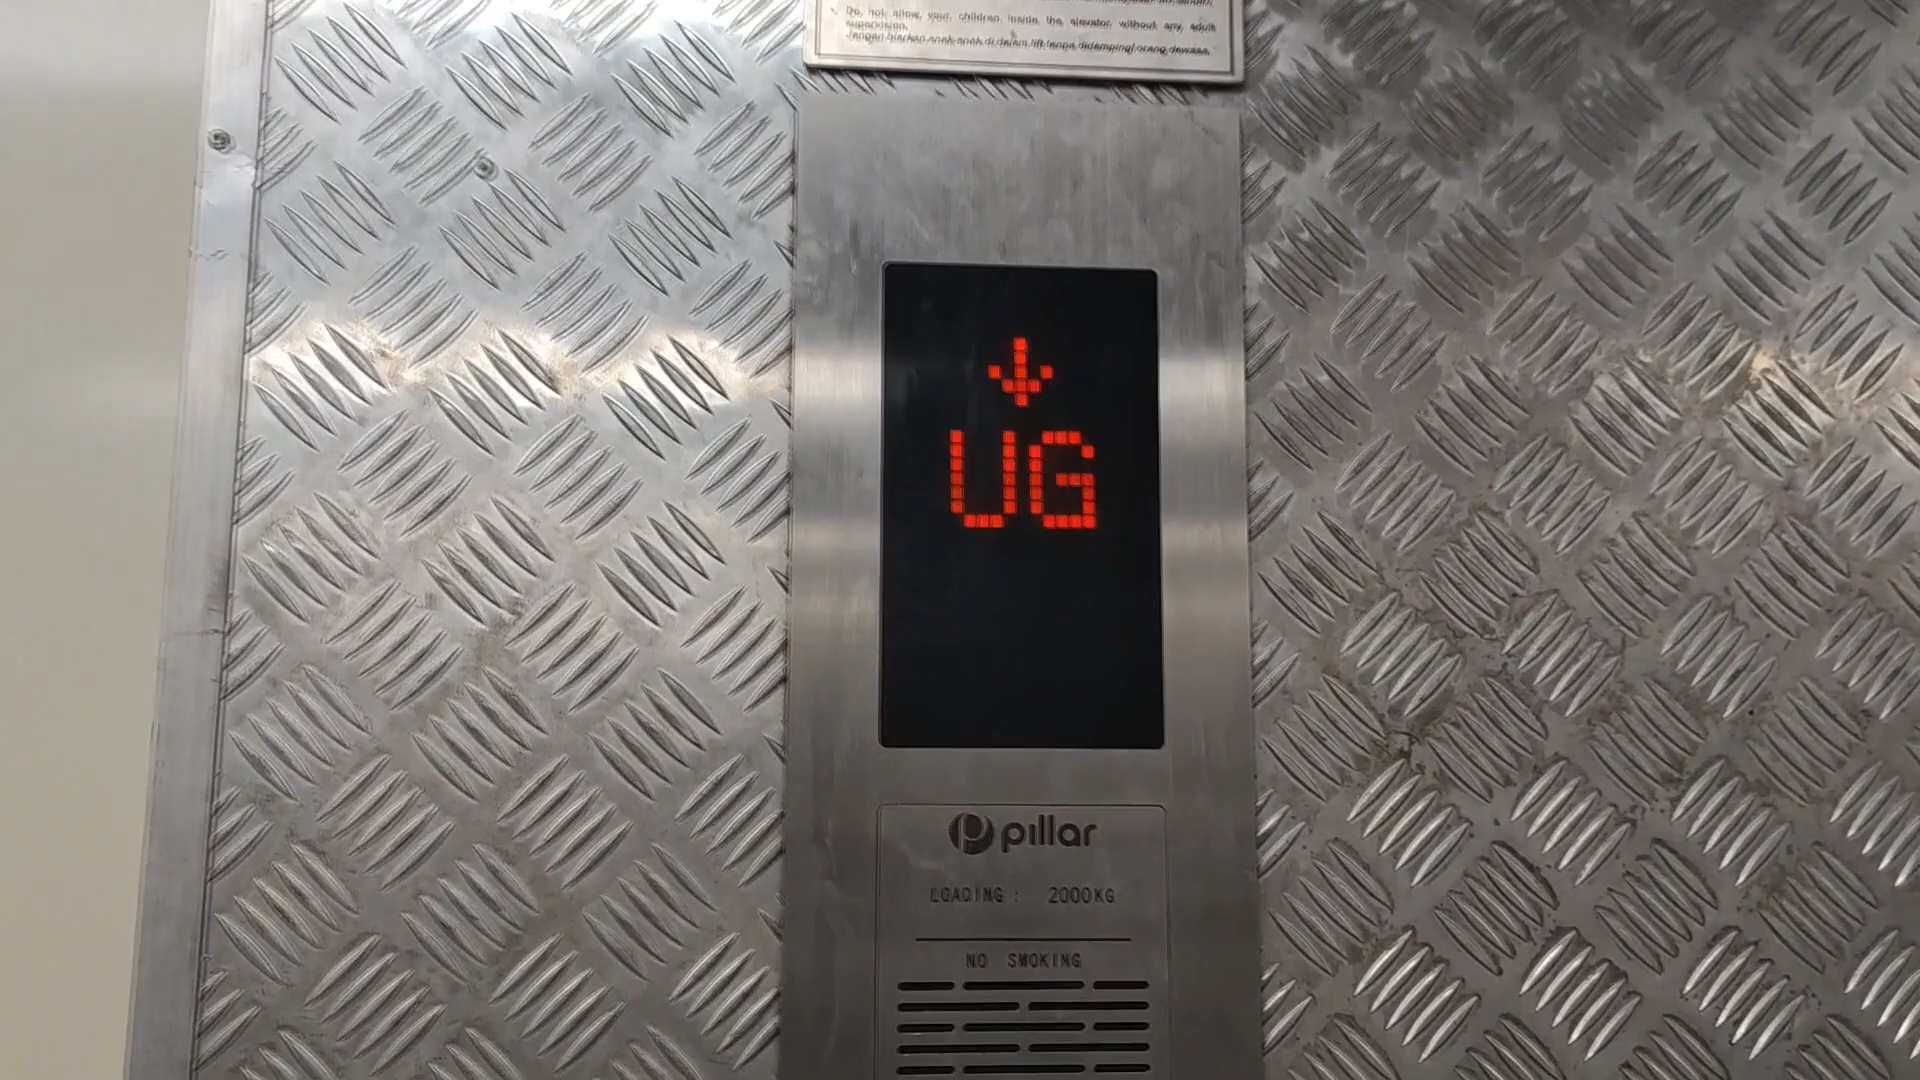 Do not allow your children inside the elevator without any adult
supervision.
Jangan biarkan anak-anak di dalam lift tanpa didampingi orang dewasa.
UG
pillar
LOADING : 2000KG
NO SMOKING